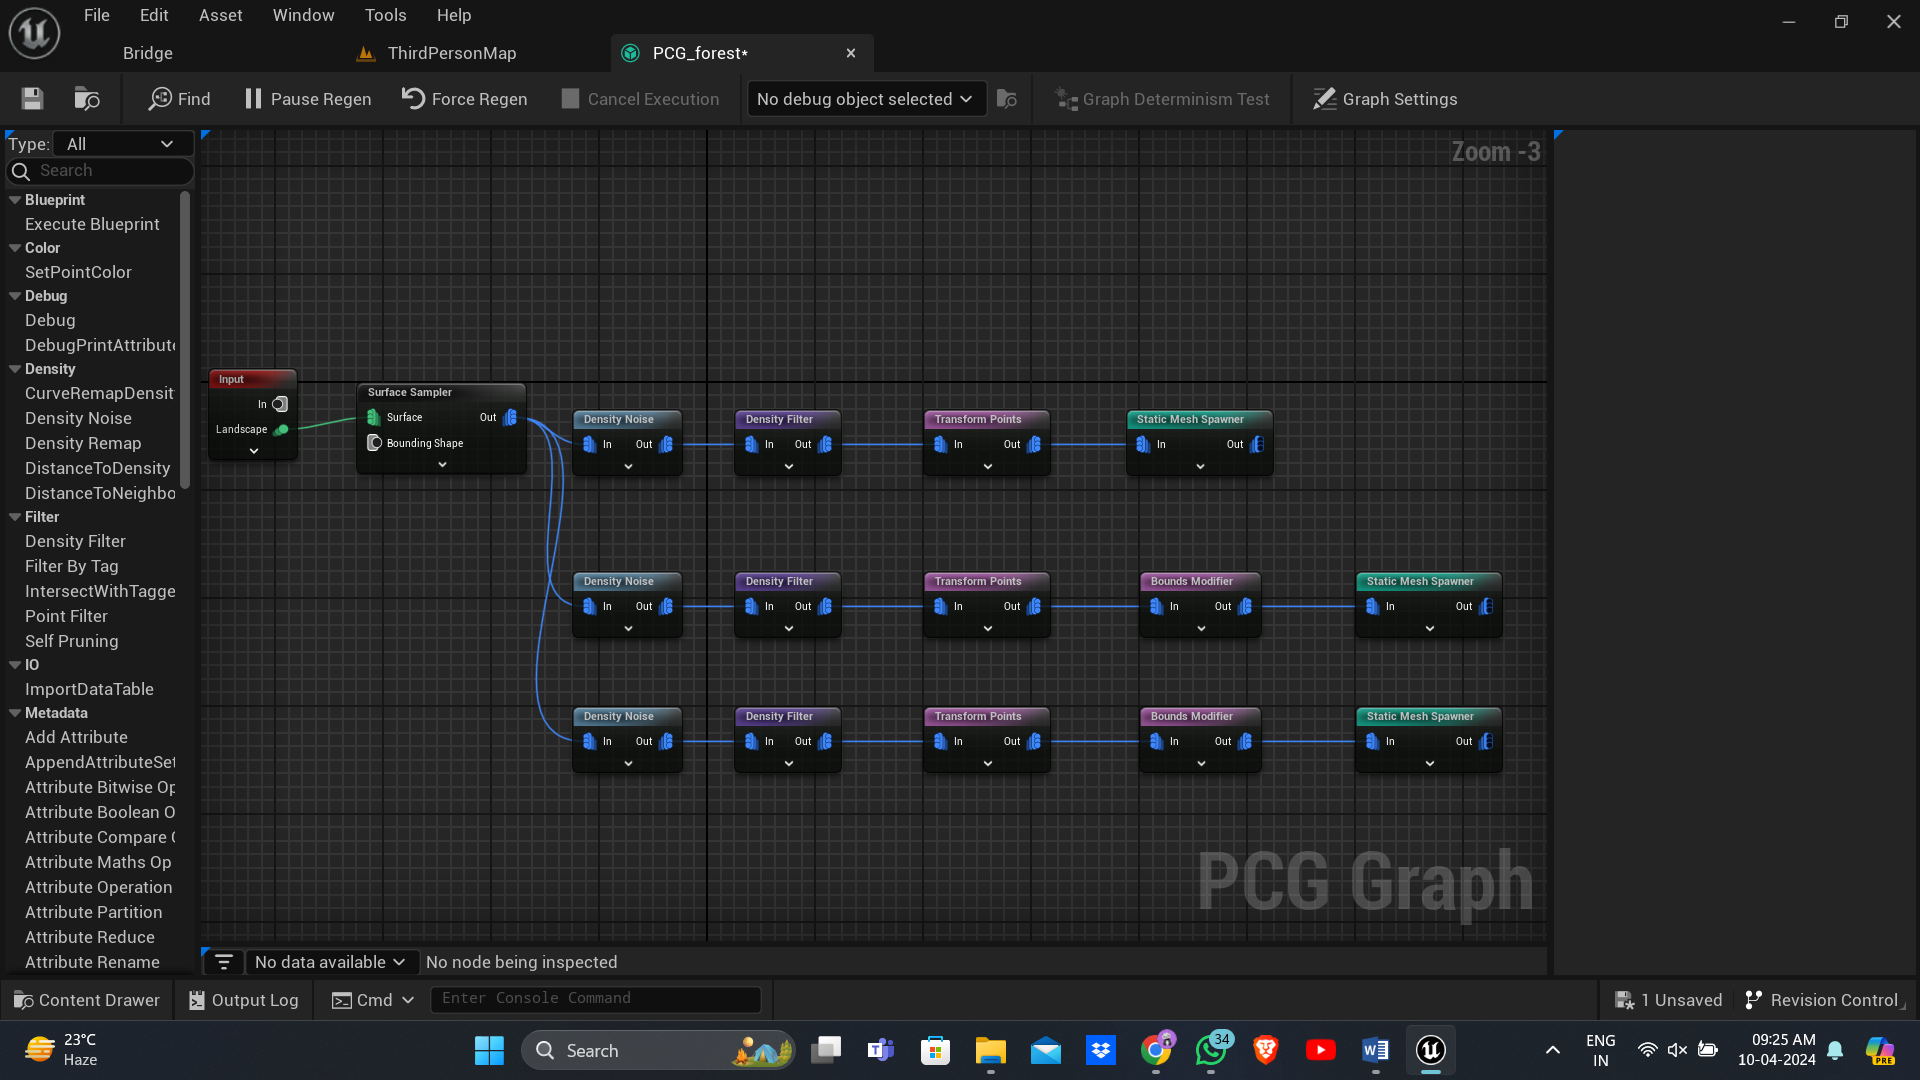 File Edit Asset Window Tools Help
Bridge ThirdPersonMap PCG_forest*
Find Pause Regen Force Regen Cancel Execution No debug object selected Graph Determinism Test Graph Settings
Type: All
Search
Blueprint
Execute Blueprint
Color
SetPointColor
Debug
Debug
DebugPrintAttribute
Density
CurveRemapDensit
Density Noise
Density Remap
DistanceToDensity
DistanceToNeighbo
Filter
Density Filter
Filter By Tag
IntersectWithTagge
Point Filter
Self Pruning
IO
ImportDataTable
Metadata
Add Attribute
AppendAttributeSet
Attribute Bitwise Op
Attribute Boolean O
Attribute Compare O
Attribute Maths Op
Attribute Operation
Attribute Partition
Attribute Reduce
Attribute Rename
Zoom -3
Input
In
Landscape
Surface Sampler
Surface Out
Bounding Shape
Density Noise
In Out
Density Filter
In Out
Transform Points
In Out
Static Mesh Spawner
In Out
Density Noise
In Out
Density Filter
In Out
Transform Points
In Out
Bounds Modifier
In Out
Static Mesh Spawner
In Out
Density Noise
In Out
Density Filter
In Out
Transform Points
In Out
Bounds Modifier
In Out
Static Mesh Spawner
In Out
PCG Graph
No data available No node being inspected
Content Drawer Output Log Cmd Enter Console Command 1 Unsaved Revision Control
23°C
Haze
Search
34
ENG
IN
09:25 AM
10-04-2024
PRE